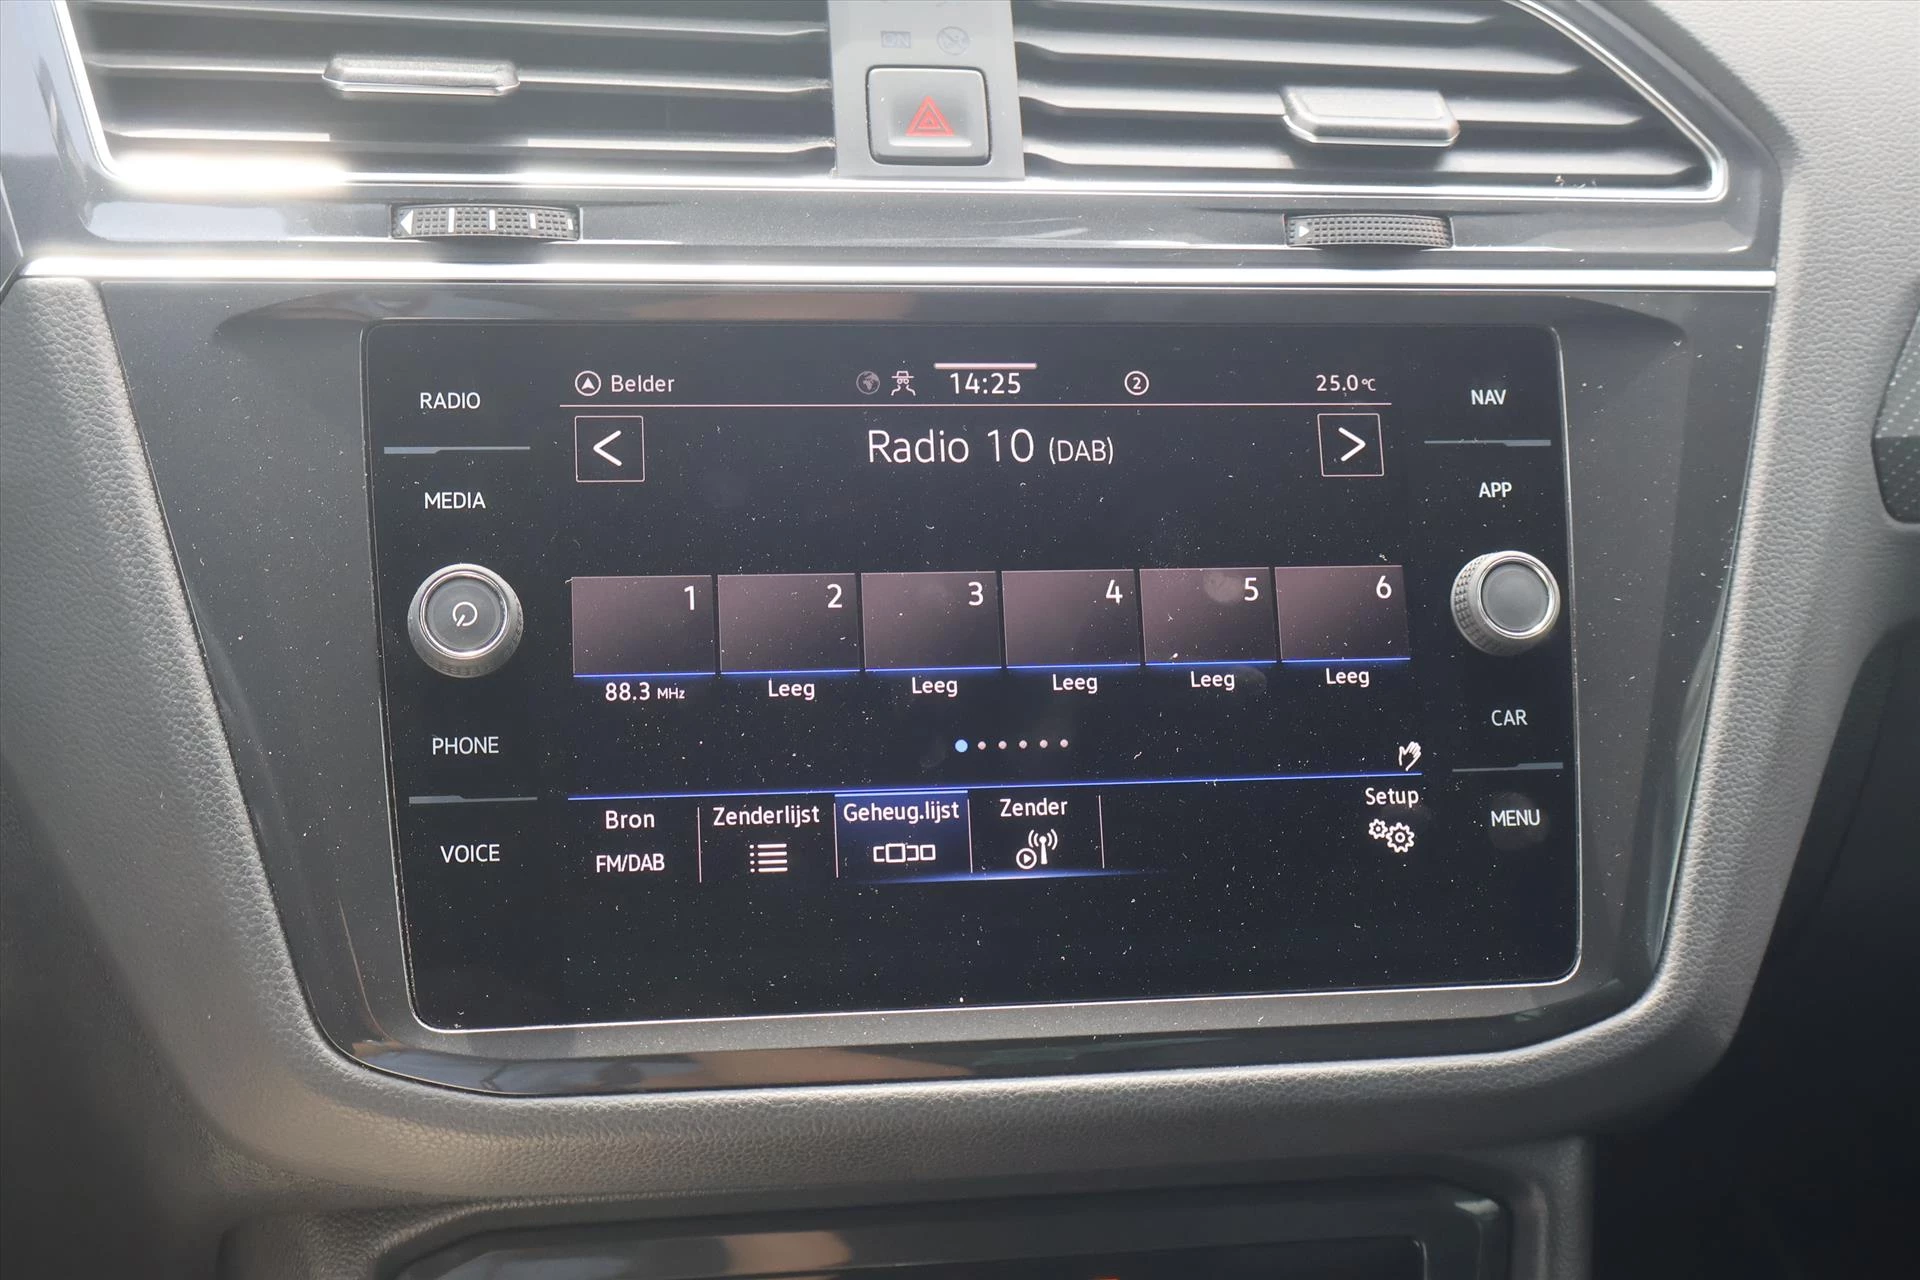 ON
RADIO
MEDIA
PHONE
VOICE
Belder
14:25
2
25.0 °C
Radio 10 (DAB)
1
2
3
4
5
6
88.3 MHz
Leeg
Leeg
Leeg
Leeg
Leeg
Bron
FM/DAB
Zenderlijst
Geheug.lijst
Zender
Setup
NAV
APP
CAR
MENU